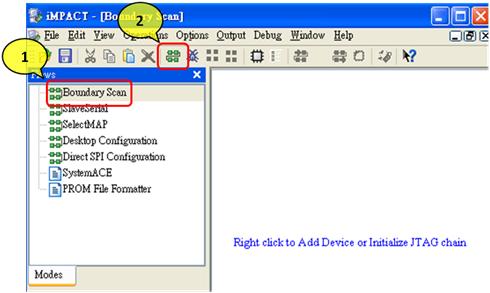 iMPACT - [Boundary Scan]
2
File Edit View Operations Options Output Debug Window Help
1
Flows
Boundary Scan
SlaveSerial
SelectMAP
Desktop Configuration
Direct SPI Configuration
SystemACE
PROM File Formatter
Right click to Add Device or Initialize JTAG chain
Modes